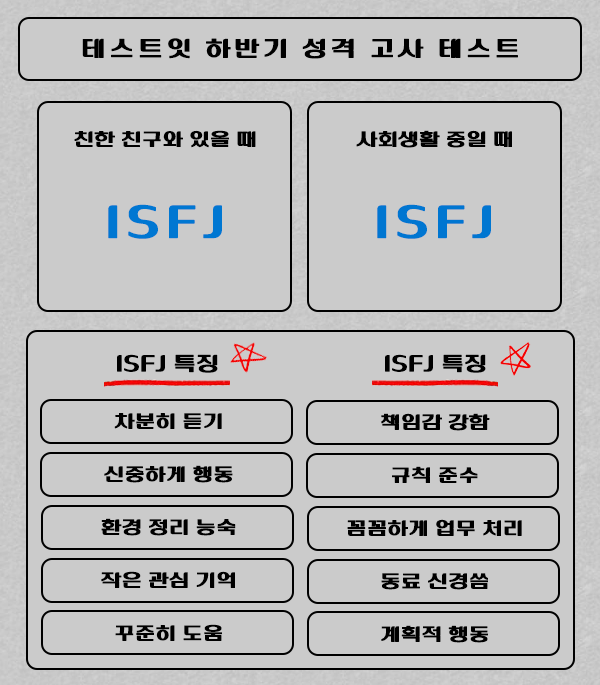 테스트잇 하반기 성격 고사 테스트
친한 친구와 있을 때
ISFJ
사회생활 중일 때
ISFJ
ISFJ 특징
차분히 듣기
신중하게 행동
환경 정리 능숙
작은 관심 기억
꾸준히 도움
ISFJ 특징
책임감 강함
규칙 준수
꼼꼼하게 업무 처리
동료 신경씀
계획적 행동